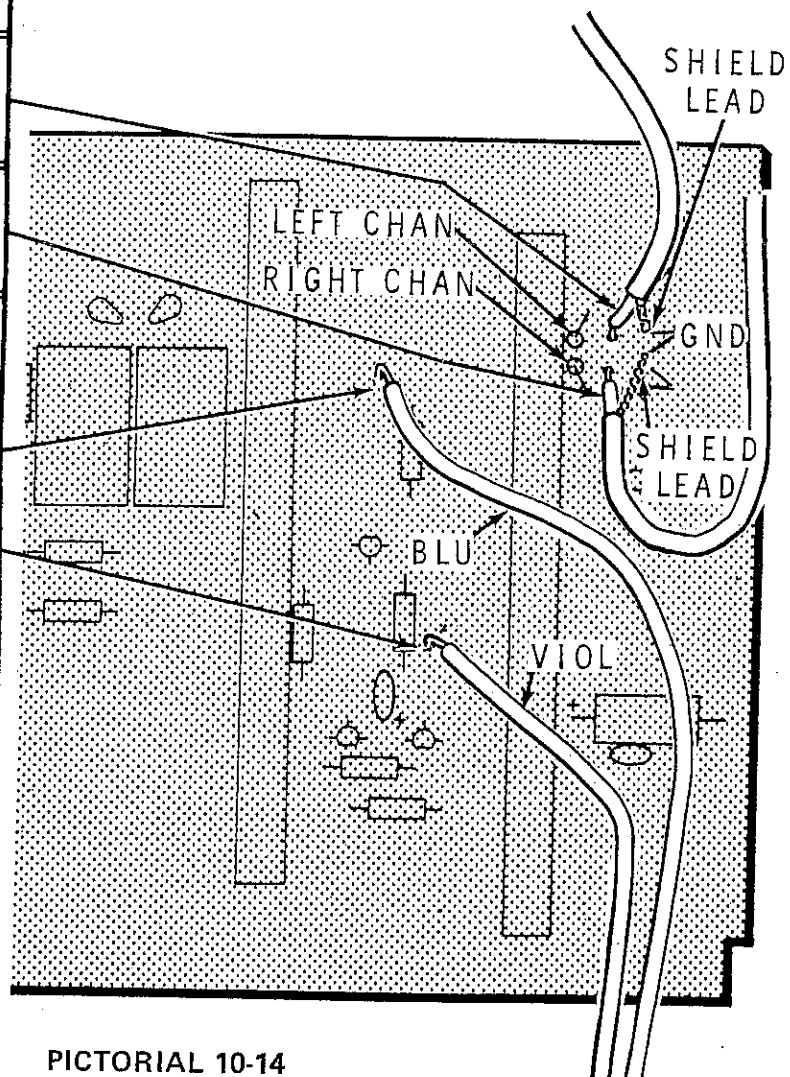 SHIELD
LEAD
LEFT CHAN
RIGHT CHAN
GND
SHIELD
LEAD
BLU
VIOL
+
+
PICTORIAL 10-14